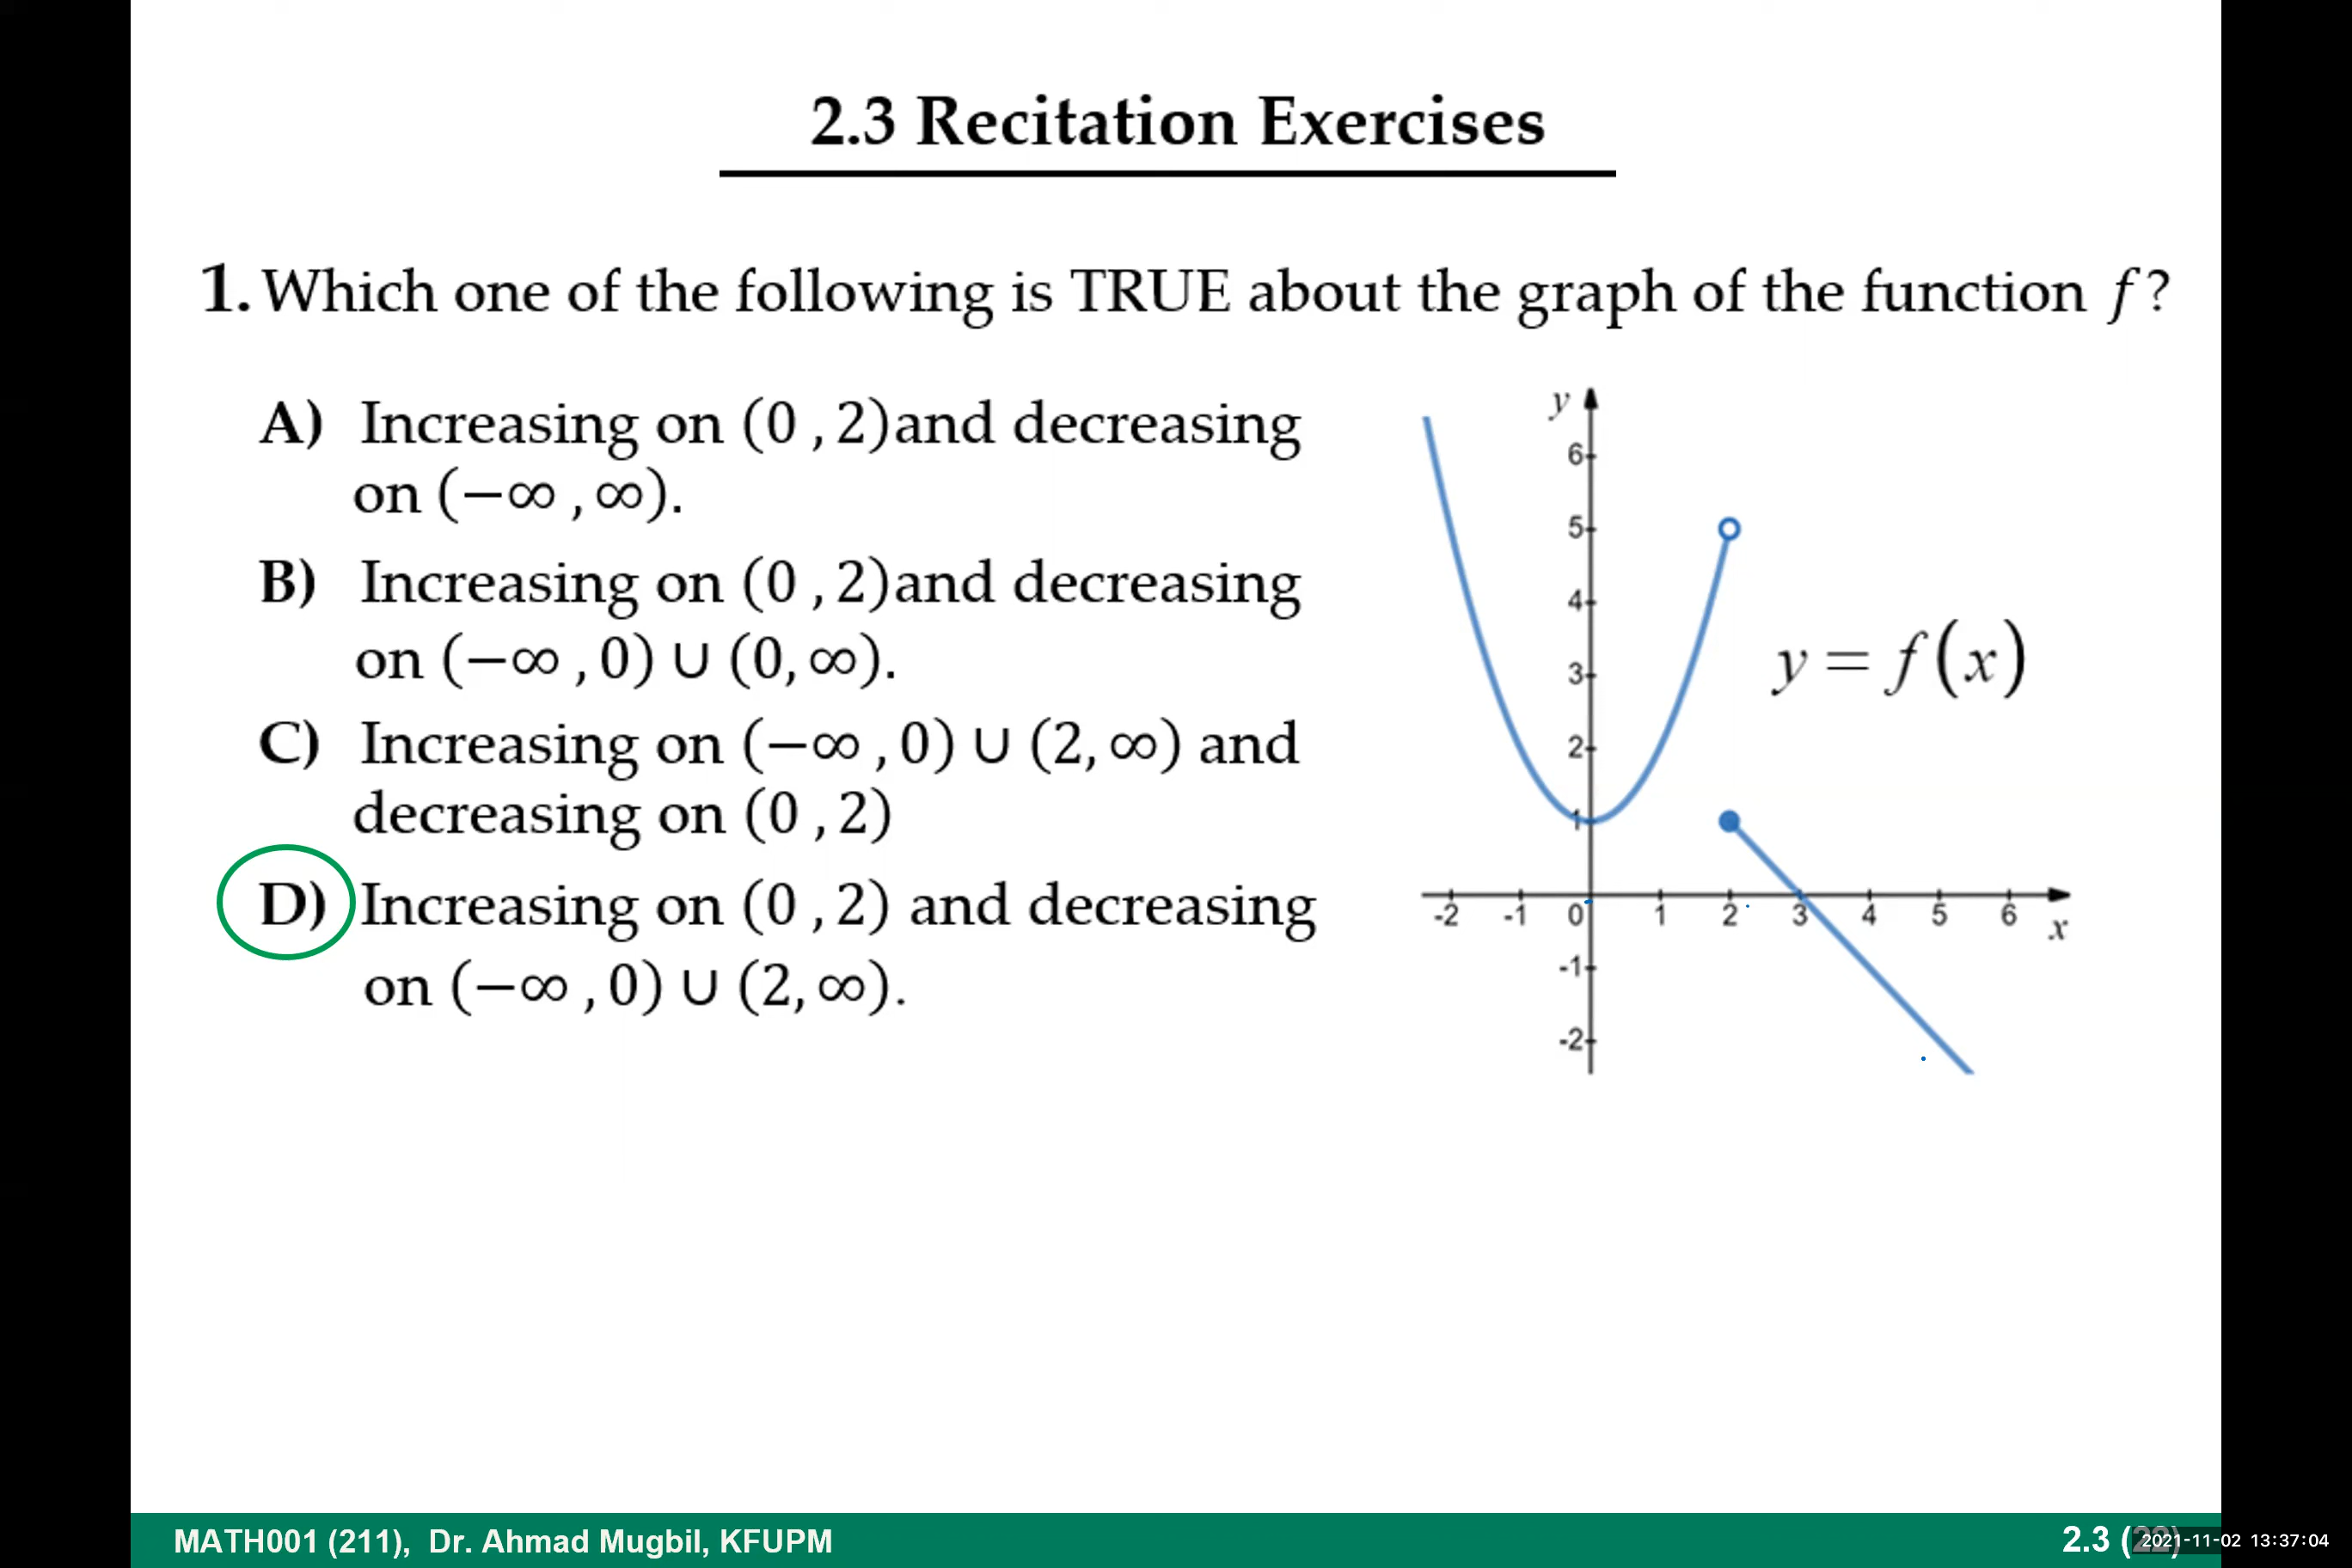 2.3 Recitation Exercises
1. Which one of the following is TRUE about the graph of the function f?
A) Increasing on (0 , 2)and decreasing
on (−∞ , ∞).
B) Increasing on (0 , 2)and decreasing
on (−∞ , 0) ∪ (0, ∞).
C) Increasing on (−∞ , 0) ∪ (2, ∞) and
decreasing on (0 , 2)
D) Increasing on (0 , 2) and decreasing
on (−∞ , 0) ∪ (2, ∞).
y
6
5
4
y = f(x)
3
2
1
-2 -1 0 1 2 3 4 5 6 x
-1
-2
MATH001 (211), Dr. Ahmad Mugbil, KFUPM
2.3 (22)
2021-11-02 13:37:04